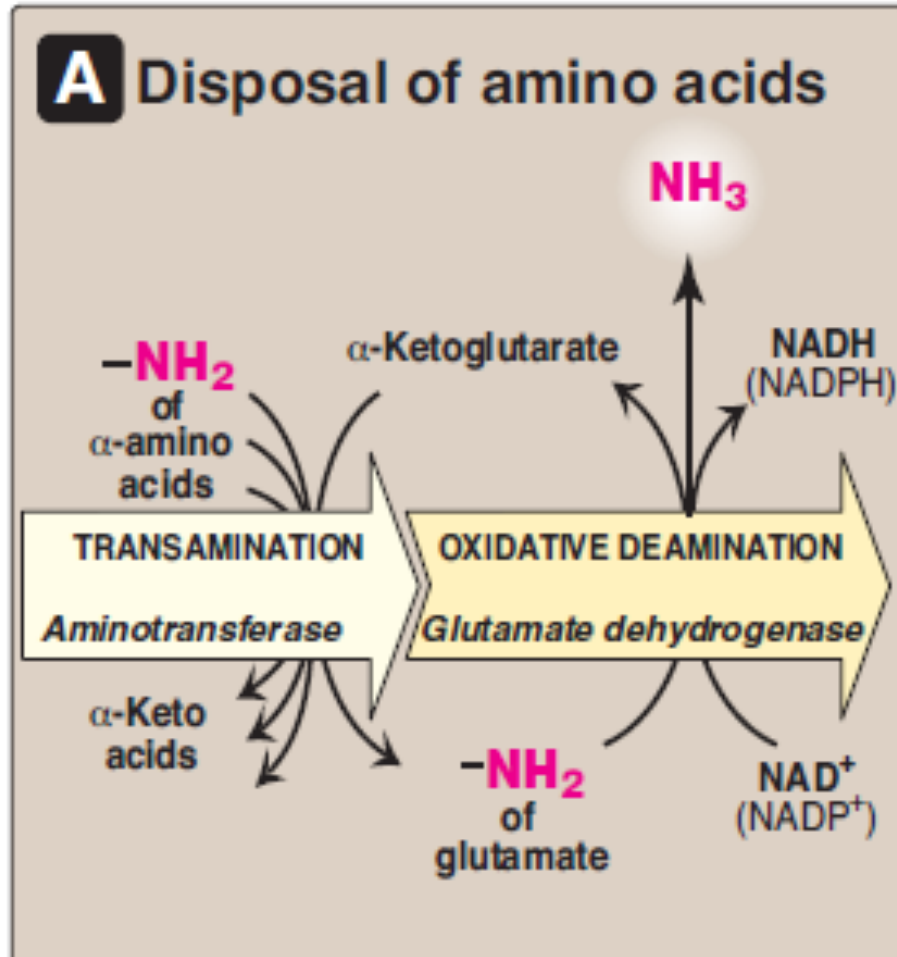 A Disposal of amino acids
NH₃
–NH₂
of
α-amino
acids
α-Ketoglutarate
NADH
(NADPH)
TRANSAMINATION
Aminotransferase
OXIDATIVE DEAMINATION
Glutamate dehydrogenase
α-Keto
acids
–NH₂
of
glutamate
NAD⁺
(NADP⁺)